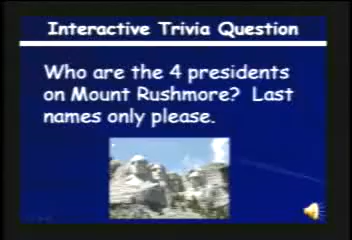 Interactive Trivia Question
Who are the 4 presidents
on Mount Rushmore? Last
names only please.